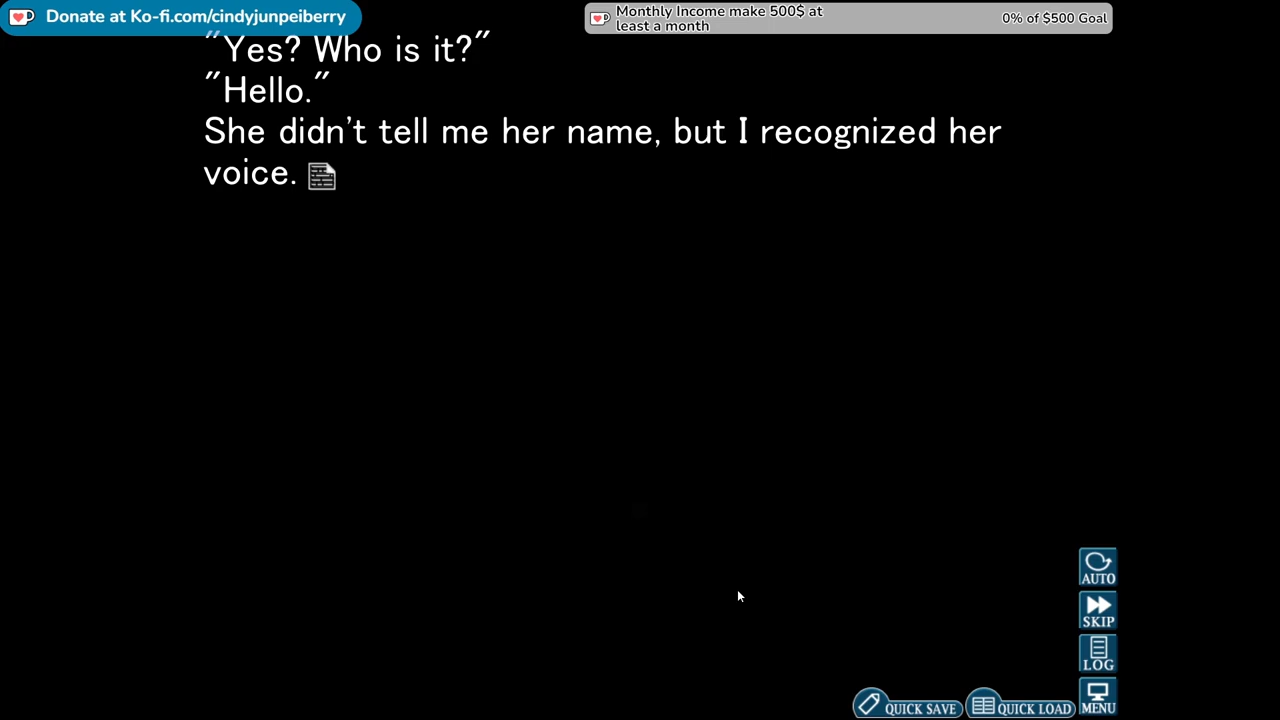 Donate at Ko-fi.com/cindyjunpeiberry
Monthly Income make 500$ at
least a month
0% of $500 Goal
"Yes? Who is it?"
"Hello."
She didn't tell me her name, but I recognized her
voice.
AUTO
SKIP
LOG
MENU
QUICK SAVE
QUICK LOAD